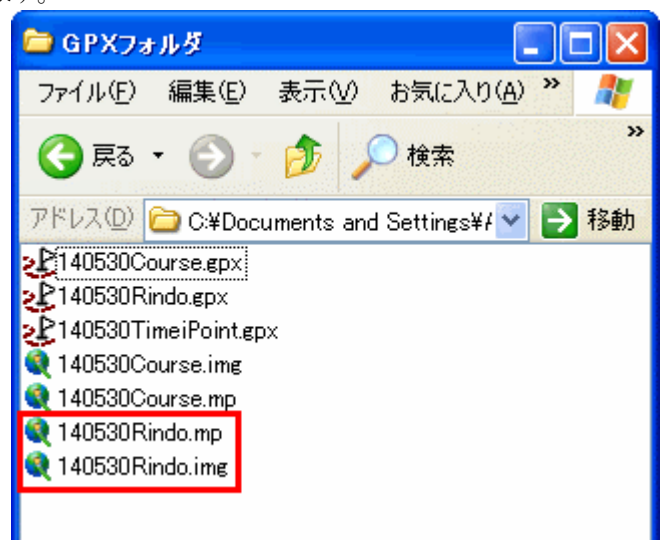 す。
GPXフォルダ
ファイル(F) 編集(E) 表示(V) お気に入り(A) »
戻る 検索 »
アドレス(D) C:¥Documents and Settings¥ 移動
140530Course.gpx
140530Rindo.gpx
140530TimeiPoint.gpx
140530Course.img
140530Course.mp
140530Rindo.mp
140530Rindo.img